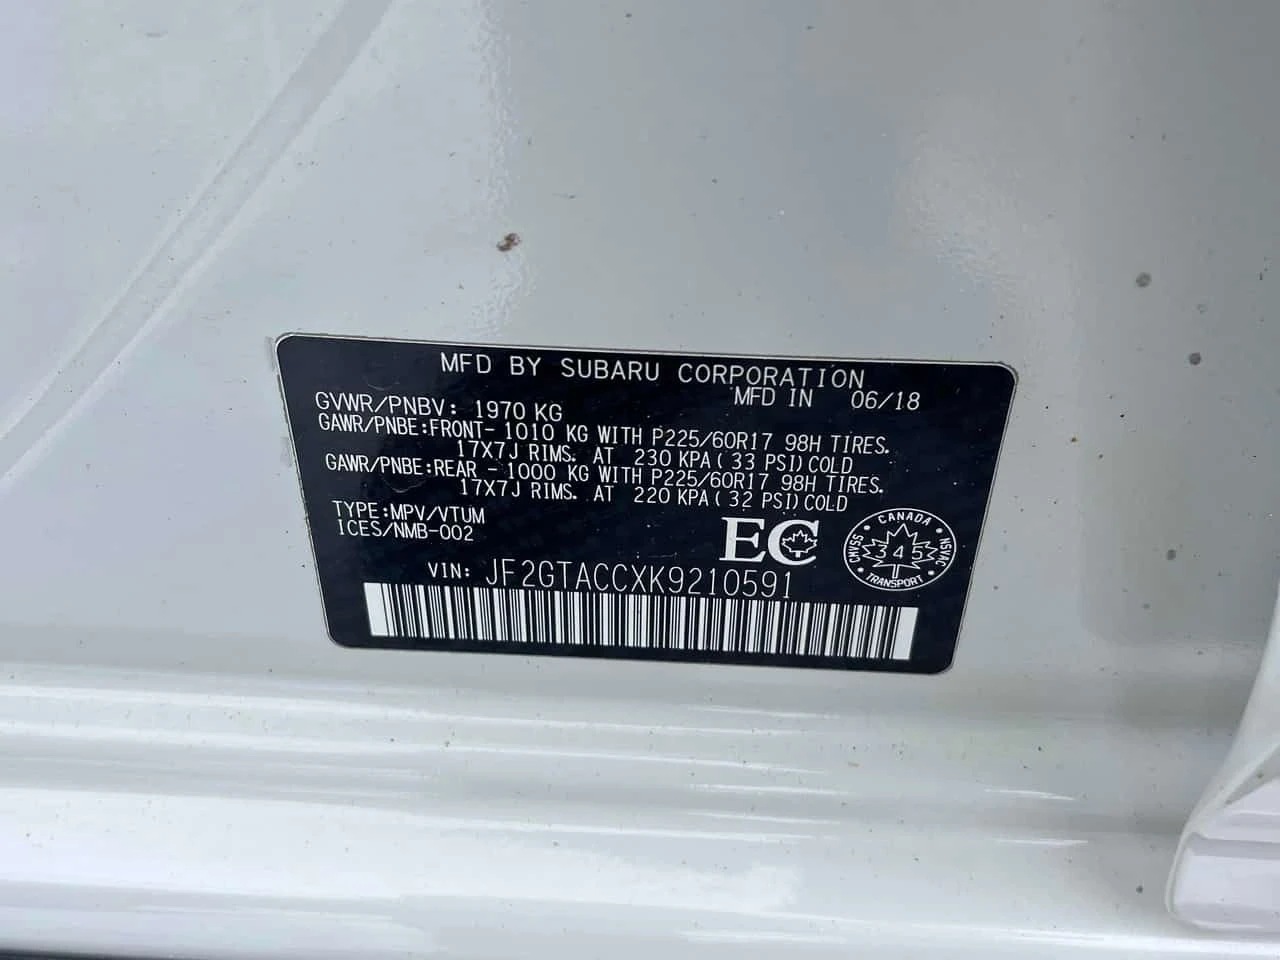 MFD BY SUBARU CORPORATION
MFD IN 06/18
GVWR/PNBV: 1970 KG
GAWR/PNBE:FRONT- 1010 KG WITH P225/60R17 98H TIRES.
17X7J RIMS. AT 230 KPA( 33 PSI)COLD
GAWR/PNBE:REAR - 1000 KG WITH P225/60R17 98H TIRES.
17X7J RIMS. AT 220 KPA( 32 PSI)COLD
TYPE:MPV/VTUM
ICES/NMB-002
EC
CANADA
CMVSS 345 NSVAC
TRANSPORT
VIN: JF2GTACCXK9210591